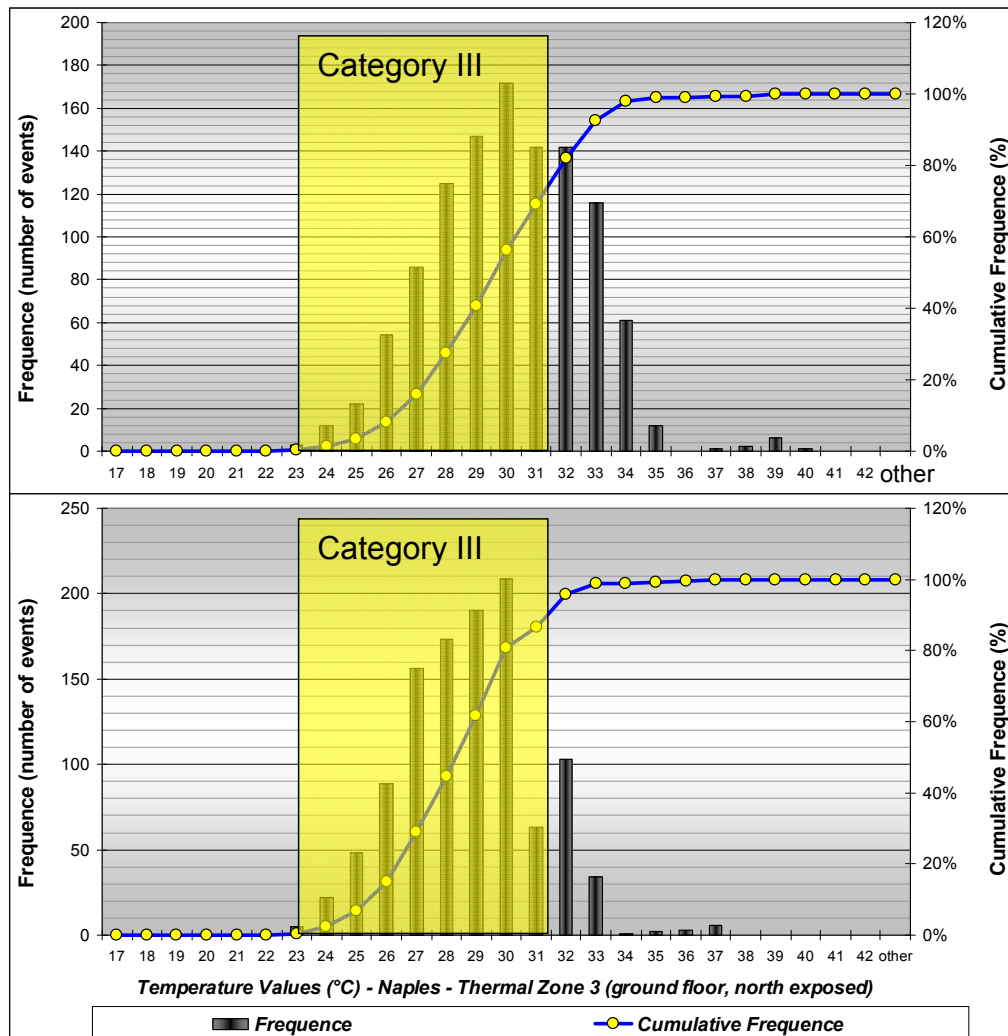 200 120%
Category III
180
100%
160
140
80%
120
100
60%
80
60
40%
40
20%
20
0 0%
17 18 19 20 21 22 23 24 25 26 27 28 29 30 31 32 33 34 35 36 37 38 39 40 41 42 other
Frequence (number of events)
Cumulative Frequency (%)
250 120%
Category III
100%
200
80%
150
60%
100
40%
50
20%
0 0%
17 18 19 20 21 22 23 24 25 26 27 28 29 30 31 32 33 34 35 36 37 38 39 40 41 42 other
Frequence (number of events)
Cumulative Frequency (%)
Temperature Values (°C) - Naples - Thermal Zone 3 (ground floor, north exposed)
Frequence Cumulative Frequence